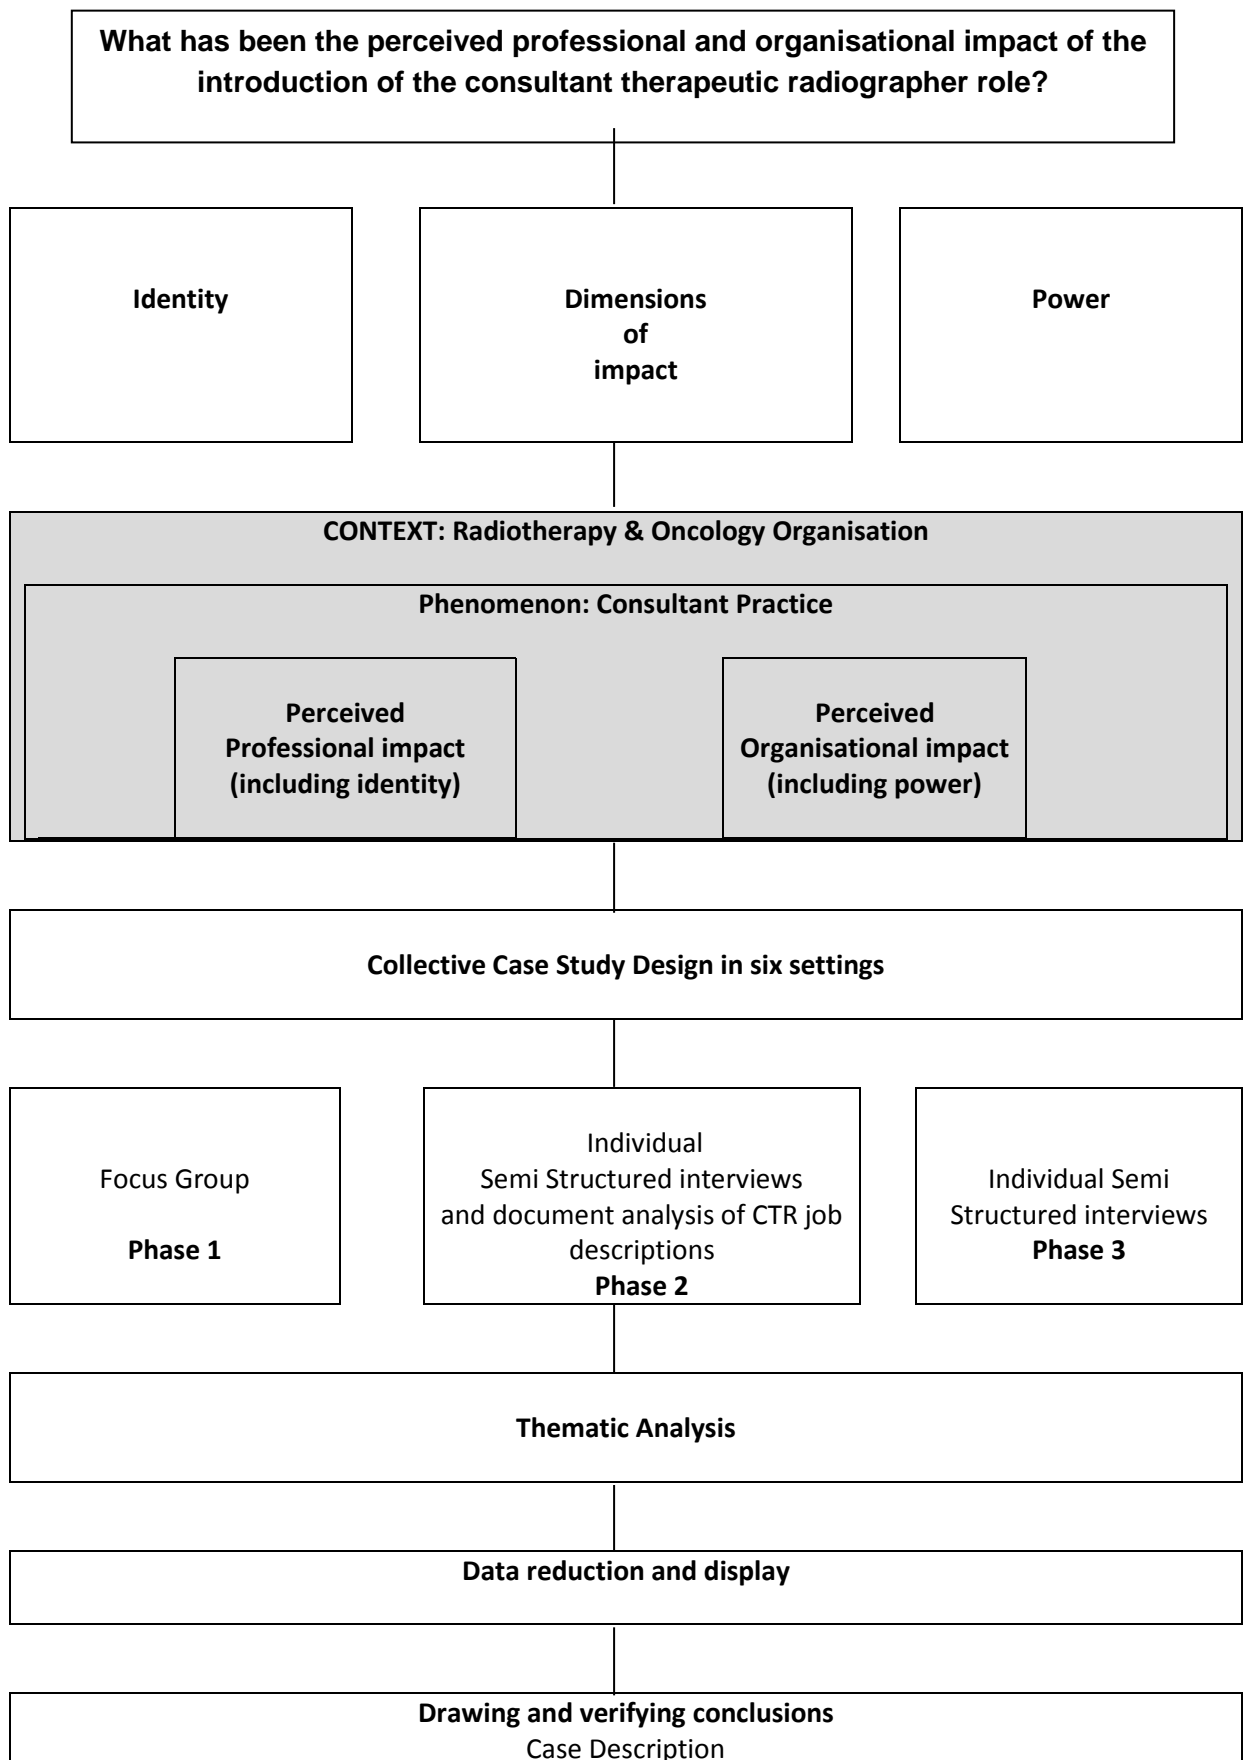 What has been the perceived professional and organisational impact of the
introduction of the consultant therapeutic radiographer role?
Identity
Dimensions
of
impact
Power
CONTEXT: Radiotherapy & Oncology Organisation
Phenomenon: Consultant Practice
Perceived
Professional impact
(including identity)
Perceived
Organisational impact
(including power)
Collective Case Study Design in six settings
Focus Group
Phase 1
Individual
Semi Structured interviews
and document analysis of CTR job
descriptions
Phase 2
Individual Semi
Structured interviews
Phase 3
Thematic Analysis
Data reduction and display
Drawing and verifying conclusions
Case Description